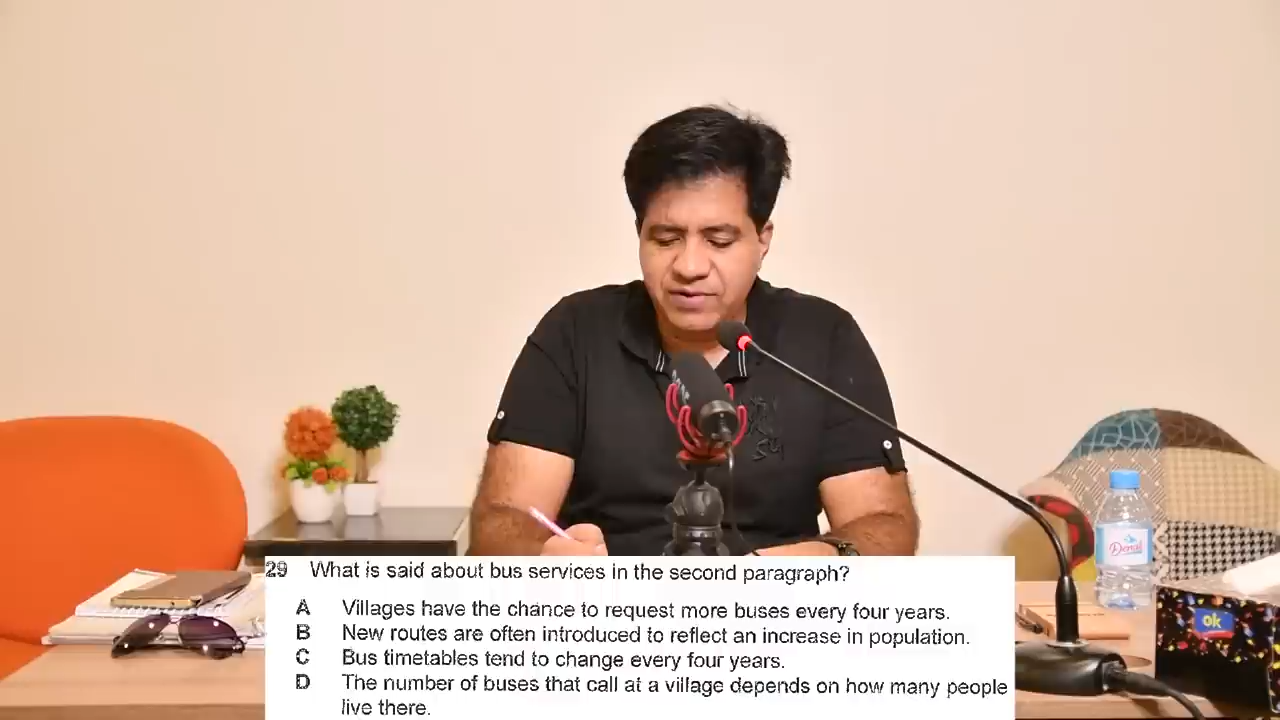 29 What is said about bus services in the second paragraph?
A Villages have the chance to request more buses every four years.
B New routes are often introduced to reflect an increase in population.
C Bus timetables tend to change every four years.
D The number of buses that call at a village depends on how many people
live there.
ok